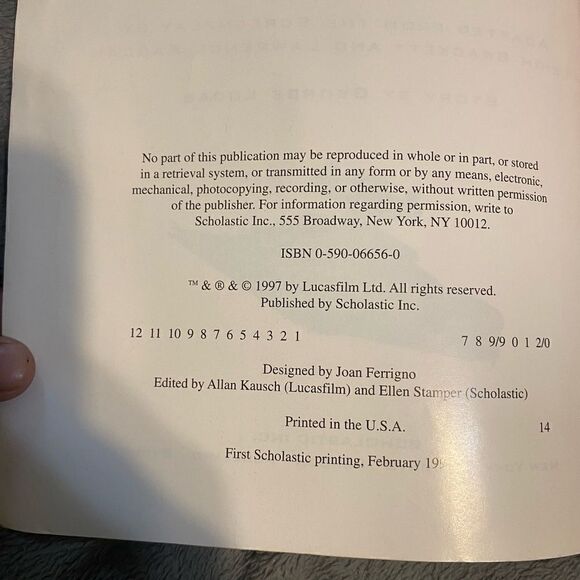 No part of this publication may be reproduced in whole or in part, or stored
in a retrieval system, or transmitted in any form or by any means, electronic,
mechanical, photocopying, recording, or otherwise, without written permission
of the publisher. For information regarding permission, write to
Scholastic Inc., 555 Broadway, New York, NY 10012.
ISBN 0-590-06656-0
™ & ® & © 1997 by Lucasfilm Ltd. All rights reserved.
Published by Scholastic Inc.
12 11 10 9 8 7 6 5 4 3 2 1 7 8 9/9 0 1 2/0
Designed by Joan Ferrigno
Edited by Allan Kausch (Lucasfilm) and Ellen Stamper (Scholastic)
Printed in the U.S.A. 14
First Scholastic printing, February